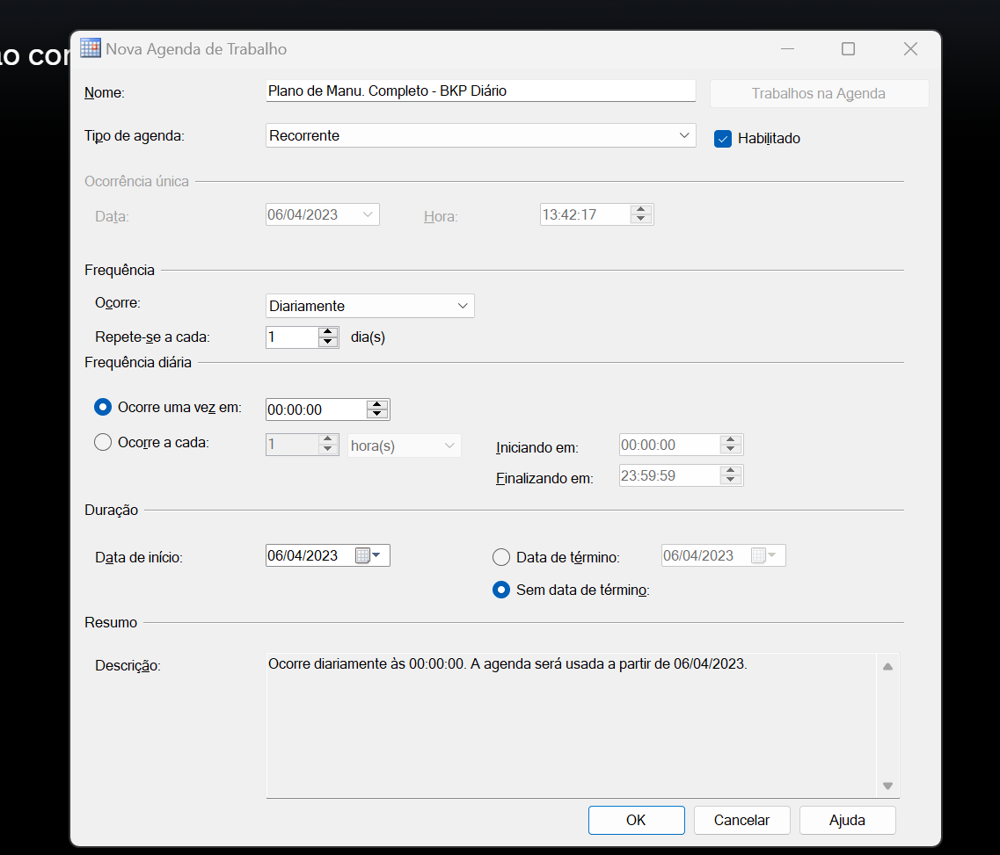 ão con
Nova Agenda de Trabalho
Nome: Plano de Manu. Completo - BKP Diário Trabalhos na Agenda
Tipo de agenda: Recorrente Habilitado
Ocorrência única
Data: 06/04/2023 Hora: 13:42:17
Frequência
Ocorre: Diariamente
Repete-se a cada: 1 dia(s)
Frequência diária
Ocorre uma vez em: 00:00:00
Ocorre a cada: 1 hora(s) Iniciando em: 00:00:00
Finalizando em: 23:59:59
Duração
Data de início: 06/04/2023 Data de término: 06/04/2023
Sem data de término:
Resumo
Descrição: Ocorre diariamente às 00:00:00. A agenda será usada a partir de 06/04/2023.
OK Cancelar Ajuda